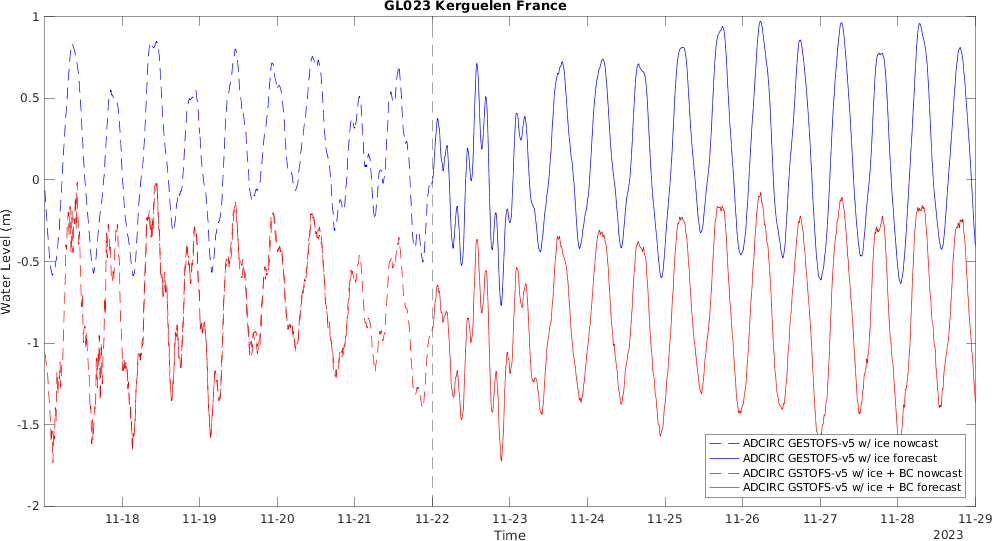 GL023 Kerguelen France
Water Level (m)
1
0.5
0
-0.5
-1
-1.5
-2
ADCIRC GESTOFS-v5 w/ ice nowcast
ADCIRC GESTOFS-v5 w/ ice forecast
ADCIRC GSTOFS-v5 w/ ice + BC nowcast
ADCIRC GSTOFS-v5 w/ ice + BC forecast
11-18 11-19 11-20 11-21 11-22 11-23 11-24 11-25 11-26 11-27 11-28 11-29
Time
2023